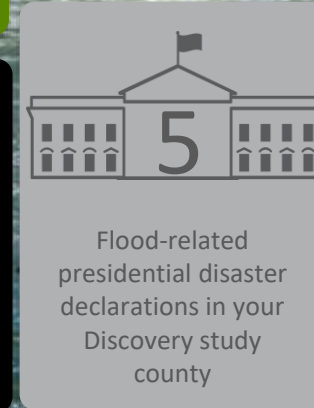 5
Flood-related
presidential disaster
declarations in your
Discovery study
county